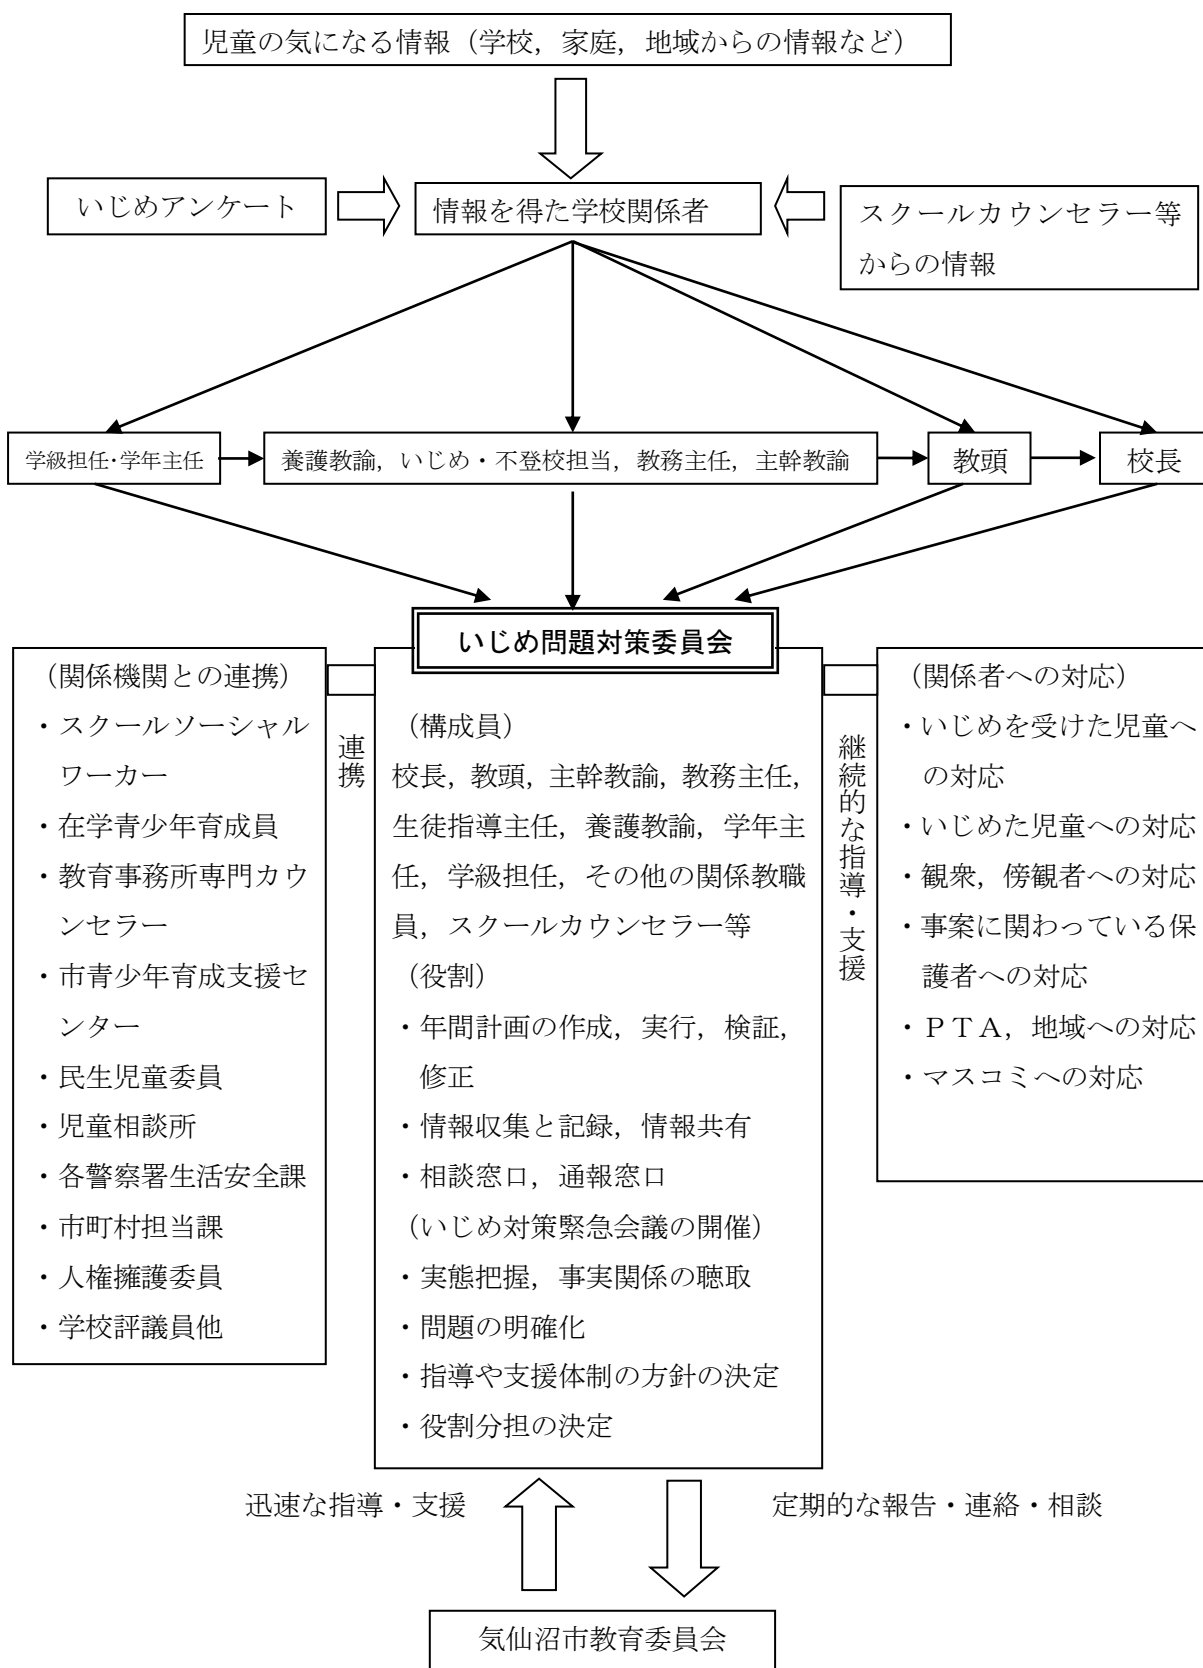 児童の気になる情報（学校，家庭，地域からの情報など）
いじめアンケート
情報を得た学校関係者
スクールカウンセラー等
からの情報
学級担任・学年主任
養護教諭，いじめ・不登校担当，教務主任，主幹教諭
教頭
校長
いじめ問題対策委員会
（関係機関との連携）
・スクールソーシャル
ワーカー
・在学青少年育成員
・教育事務所専門カウ
ンセラー
・市青少年育成支援セ
ンター
・民生児童委員
・児童相談所
・各警察署生活安全課
・市町村担当課
・人権擁護委員
・学校評議員他
連携
（構成員）
校長，教頭，主幹教諭，教務主任，
生徒指導主任，養護教諭，学年主
任，学級担任，その他の関係教職
員，スクールカウンセラー等
（役割）
・年間計画の作成，実行，検証，
修正
・情報収集と記録，情報共有
・相談窓口，通報窓口
（いじめ対策緊急会議の開催）
・実態把握，事実関係の聴取
・問題の明確化
・指導や支援体制の方針の決定
・役割分担の決定
継続的な指導・支援
（関係者への対応）
・いじめを受けた児童へ
の対応
・いじめた児童への対応
・観衆，傍観者への対応
・事案に関わっている保
護者への対応
・ＰＴＡ，地域への対応
・マスコミへの対応
迅速な指導・支援
定期的な報告・連絡・相談
気仙沼市教育委員会